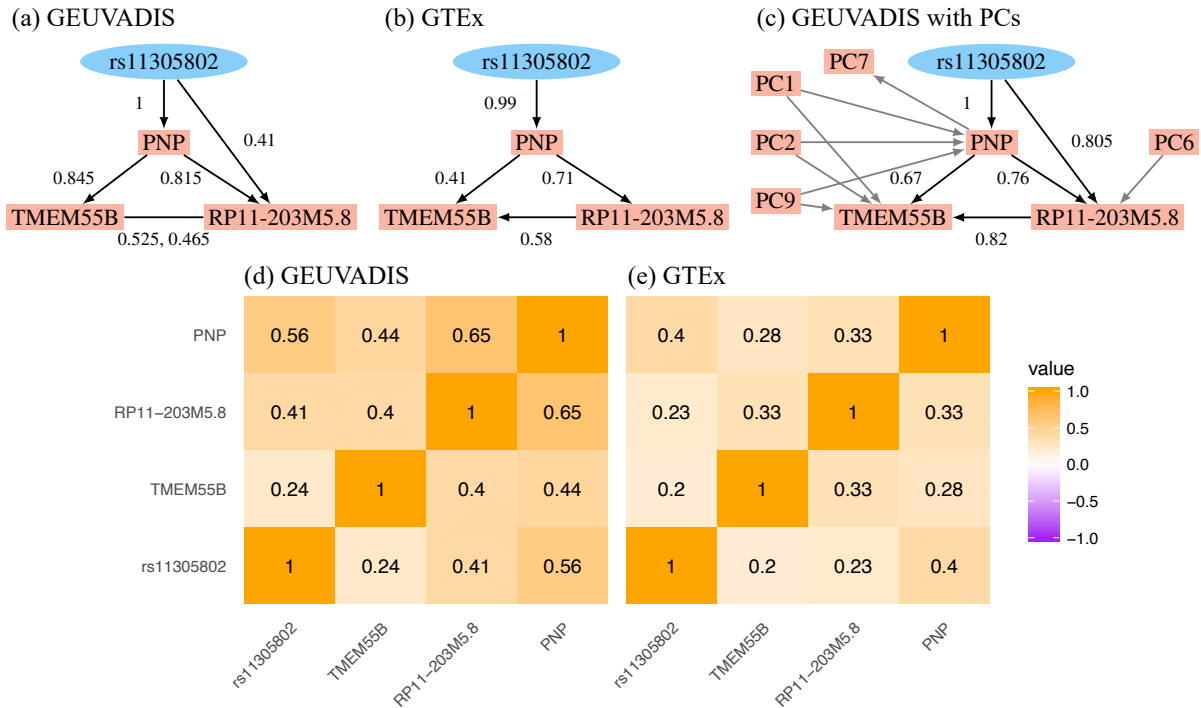 (a) GEUVADIS
rs11305802
1
0.41
PNP
0.845
0.815
TMEM55B
RP11-203M5.8
0.525, 0.465
(b) GTEx
rs11305802
0.99
PNP
0.41
0.71
TMEM55B
RP11-203M5.8
0.58
(c) GEUVADIS with PCs
rs11305802
PC7
PC1
1
PC2
PNP
0.805
PC6
0.67
0.76
PC9
TMEM55B
RP11-203M5.8
0.82
(d) GEUVADIS
PNP 0.56 0.44 0.65 1
RP11-203M5.8 0.41 0.4 1 0.65
TMEM55B 0.24 1 0.4 0.44
rs11305802 1 0.24 0.41 0.56
rs11305802 TMEM55B RP11-203M5.8 PNP
(e) GTEx
0.4 0.28 0.33 1
0.23 0.33 1 0.33
0.2 1 0.33 0.28
1 0.2 0.23 0.4
rs11305802 TMEM55B RP11-203M5.8 PNP
value
1.0
0.5
0.0
−0.5
−1.0